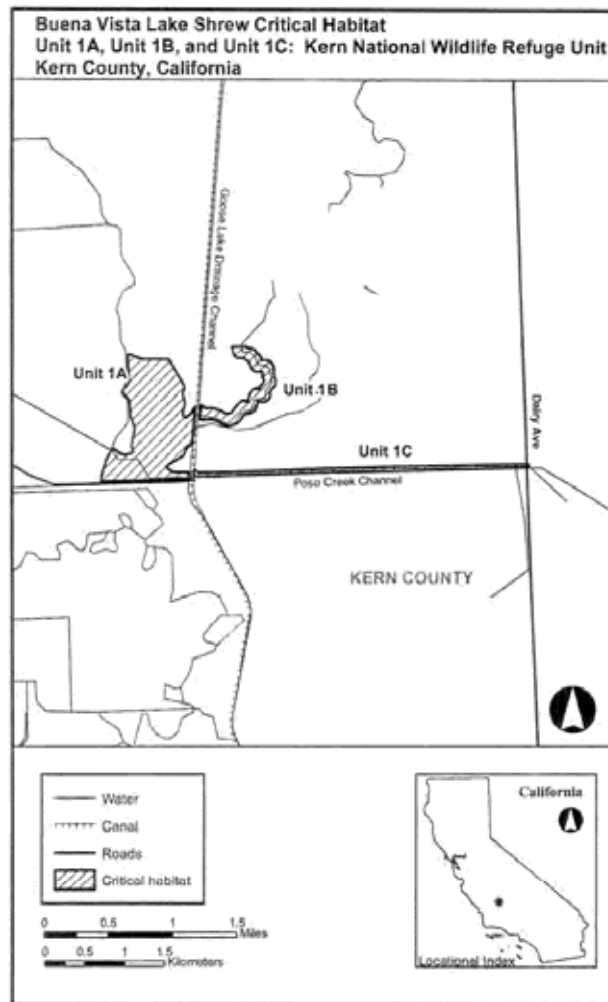 Buena Vista Lake Shrew Critical Habitat
Unit 1A, Unit 1B, and Unit 1C: Kern National Wildlife Refuge Unit
Kern County, California
Goose Lake Drainage Channel
Unit 1A
Unit 1B
Dairy Ave
Unit 1C
Poso Creek Channel
KERN COUNTY
Water
Canal
Roads
Critical habitat
0 0.5 1 1.5
Miles
0 0.5 1 1.5
Kilometers
California
Locational Index